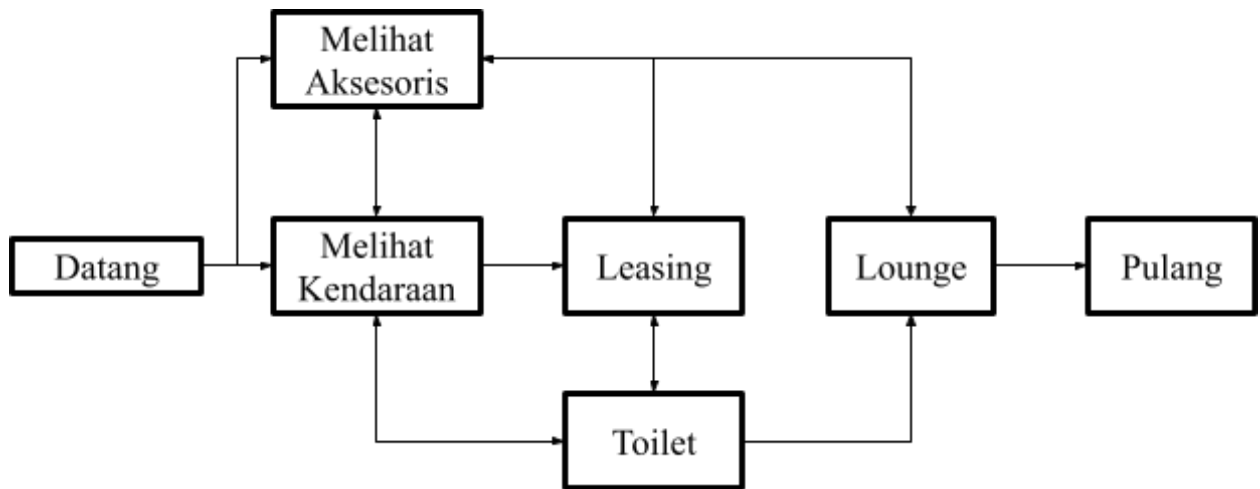 Melihat
Aksesoris
Datang
Melihat
Kendaraan
Leasing
Lounge
Pulang
Toilet